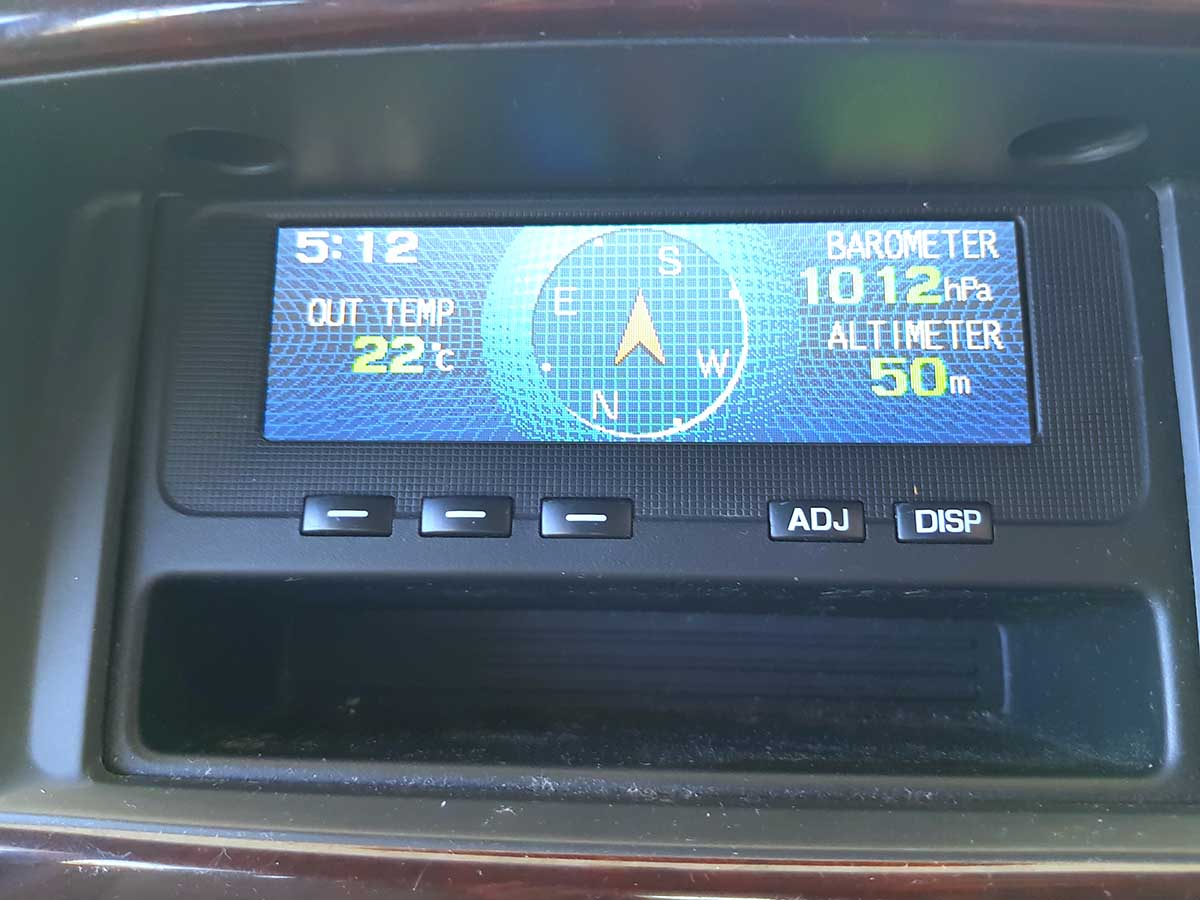 5:12
OUT TEMP
22°C
S
E
W
N
BAROMETER
1012hPa
ALTIMETER
50m
ADJ
DISP